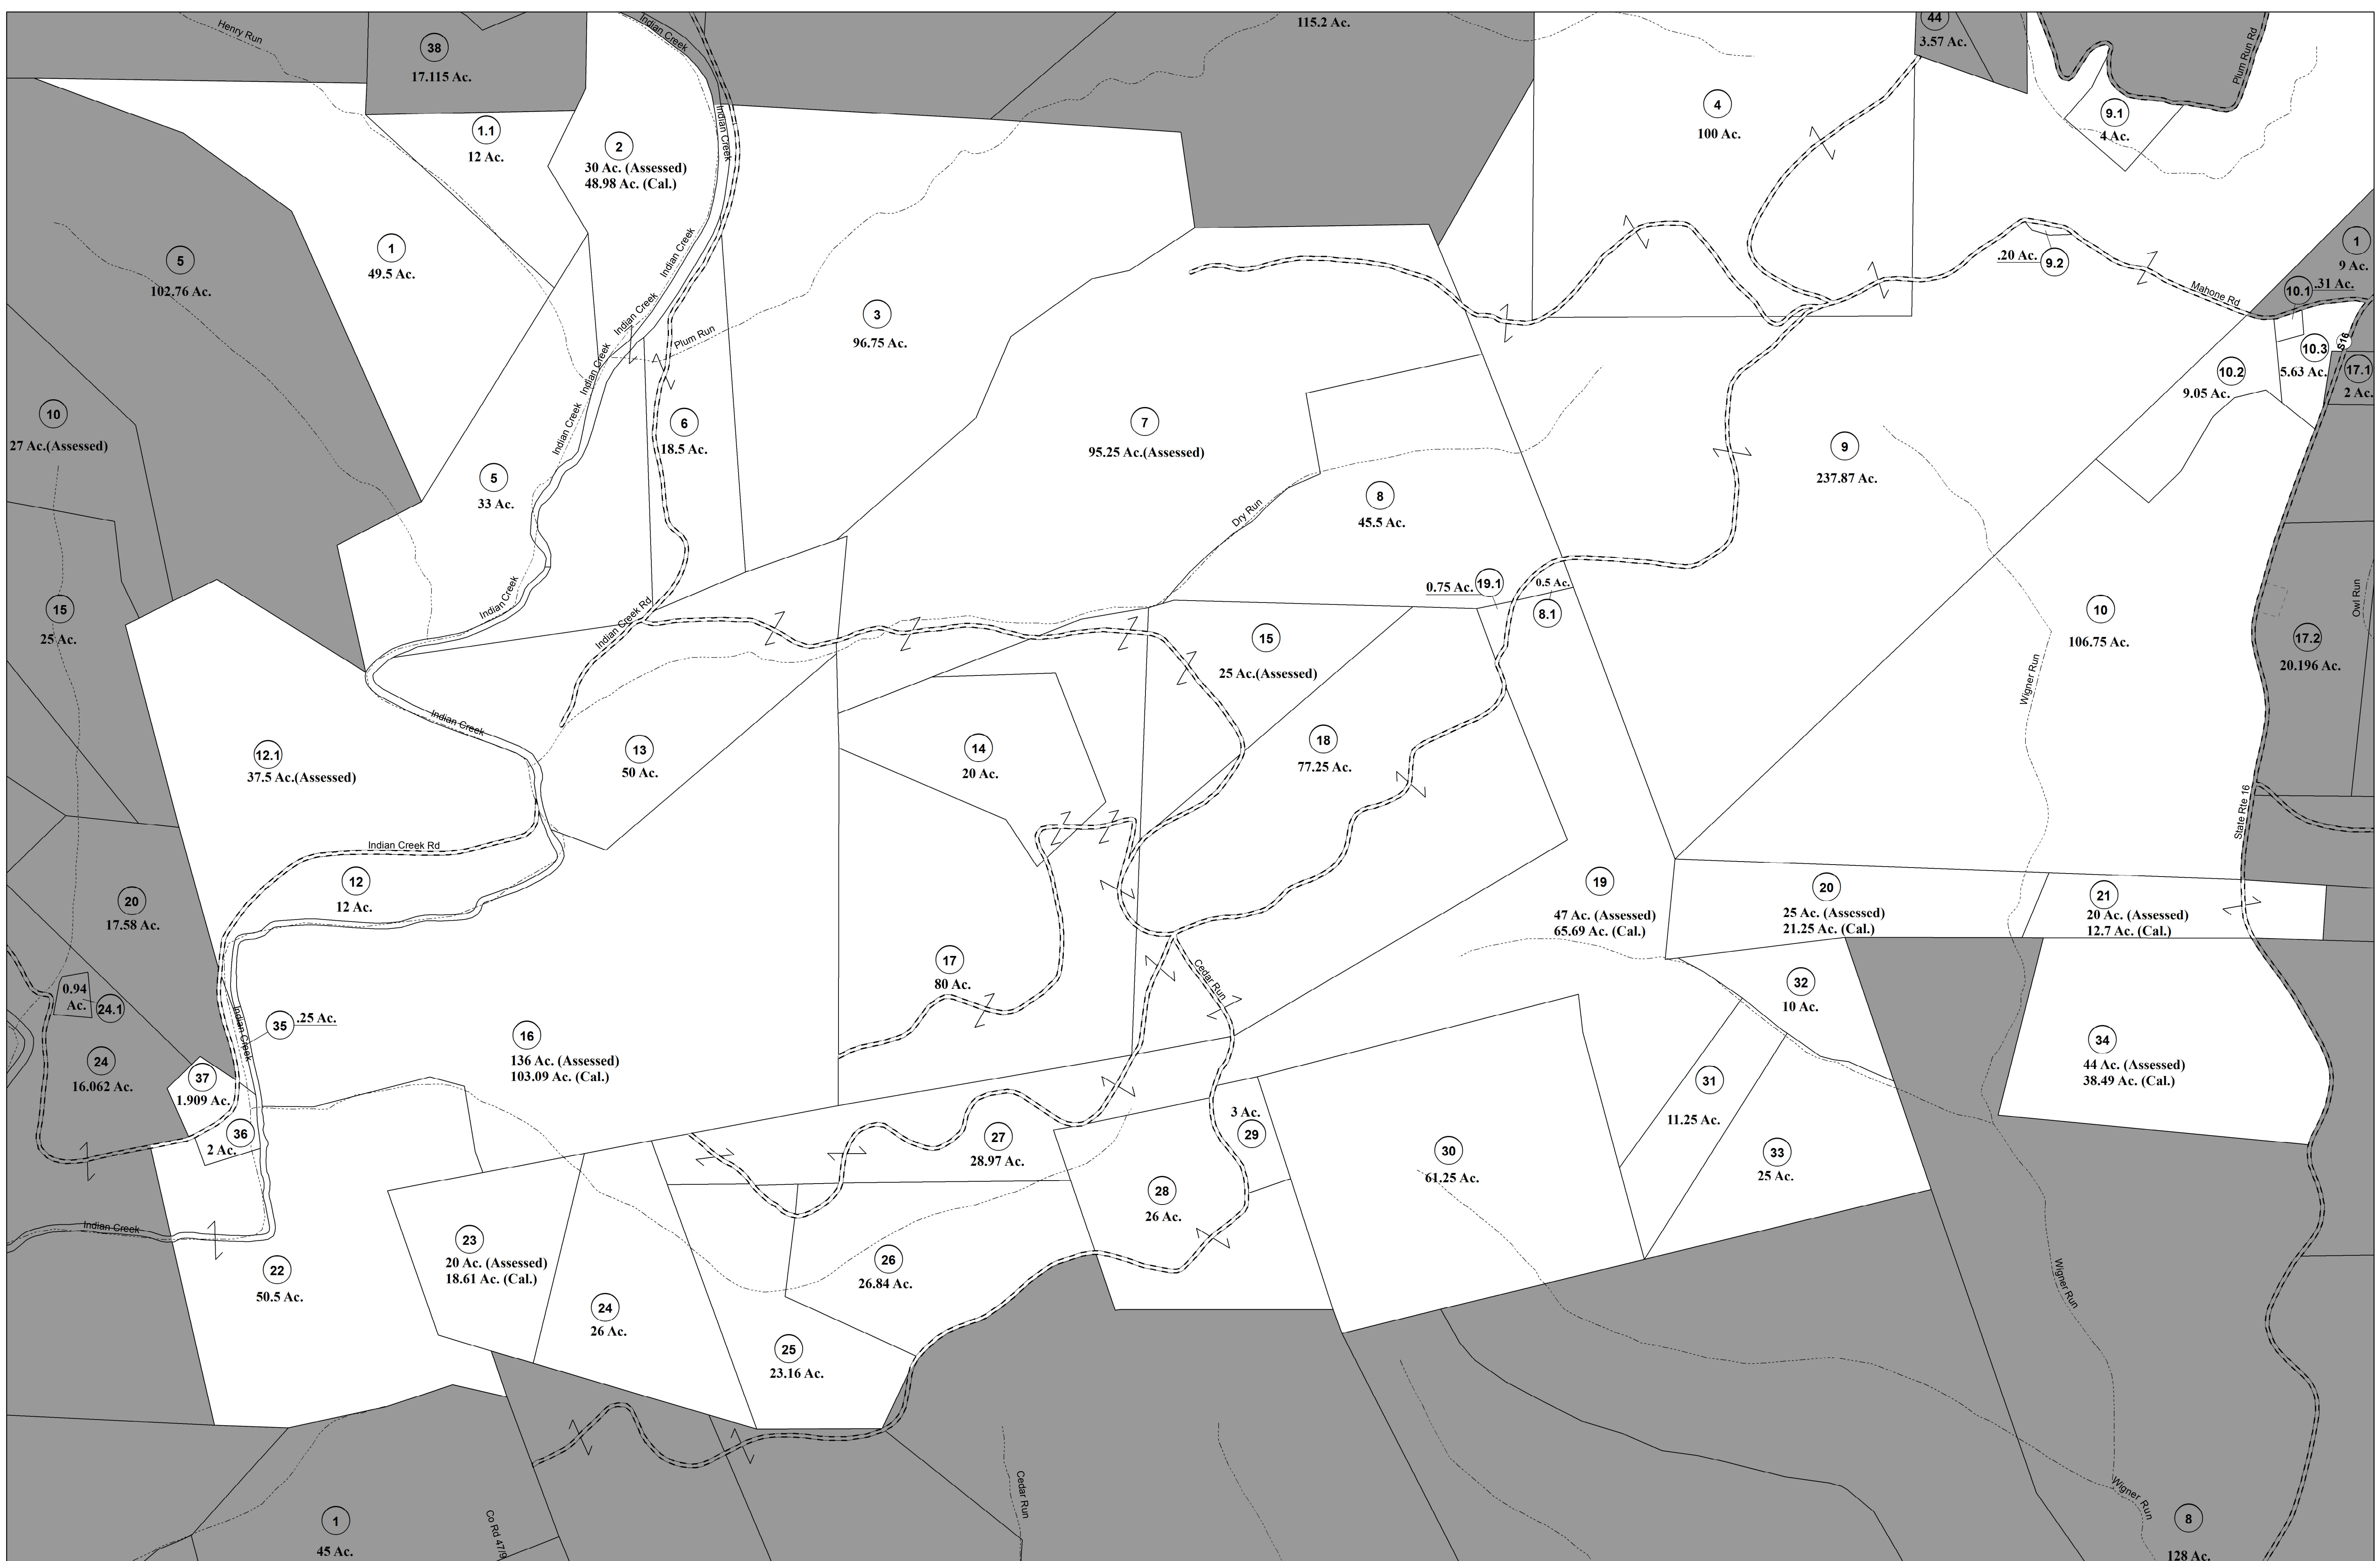 Henry Run
38
17.115 Ac.
Indian Creek
115.2 Ac.
44
3.57 Ac.
Plum Run Rd
1.1
12 Ac.
2
30 Ac. (Assessed)
48.98 Ac. (Cal.)
Indian Creek
4
100 Ac.
9.1
4 Ac.
5
102.76 Ac.
1
49.5 Ac.
Indian Creek
Indian Creek
Plum Run
3
96.75 Ac.
.20 Ac.
9.2
Mahone Rd
1
9 Ac.
10.1
.31 Ac.
S16
10.3
5.63 Ac.
10.2
9.05 Ac.
17.1
2 Ac.
10
27 Ac.(Assessed)
Indian Creek
Indian Creek
5
33 Ac.
6
18.5 Ac.
7
95.25 Ac.(Assessed)
8
45.5 Ac.
Dry Run
9
237.87 Ac.
15
25 Ac.
Indian Creek
Indian Creek Rd
0.75 Ac.
19.1
0.5 Ac.
8.1
15
25 Ac.(Assessed)
10
106.75 Ac.
Wigner Run
17.2
20.196 Ac.
Owl Run
Indian Creek
12.1
37.5 Ac.(Assessed)
13
50 Ac.
14
20 Ac.
18
77.25 Ac.
State Rte 16
Indian Creek Rd
12
12 Ac.
20
17.58 Ac.
19
47 Ac. (Assessed)
65.69 Ac. (Cal.)
20
25 Ac. (Assessed)
21.25 Ac. (Cal.)
21
20 Ac. (Assessed)
12.7 Ac. (Cal.)
0.94
Ac.
24.1
17
80 Ac.
Cedar Run
32
10 Ac.
24
16.062 Ac.
Indian Creek
35
.25 Ac.
16
136 Ac. (Assessed)
103.09 Ac. (Cal.)
34
44 Ac. (Assessed)
38.49 Ac. (Cal.)
37
1.909 Ac.
36
2 Ac.
31
11.25 Ac.
3 Ac.
29
27
28.97 Ac.
30
61.25 Ac.
33
25 Ac.
28
26 Ac.
Indian Creek
22
50.5 Ac.
23
20 Ac. (Assessed)
18.61 Ac. (Cal.)
26
26.84 Ac.
24
26 Ac.
25
23.16 Ac.
Wigner Run
1
45 Ac.
Co Rd 47/9
Cedar Run
Wigner Run
8
128 Ac.